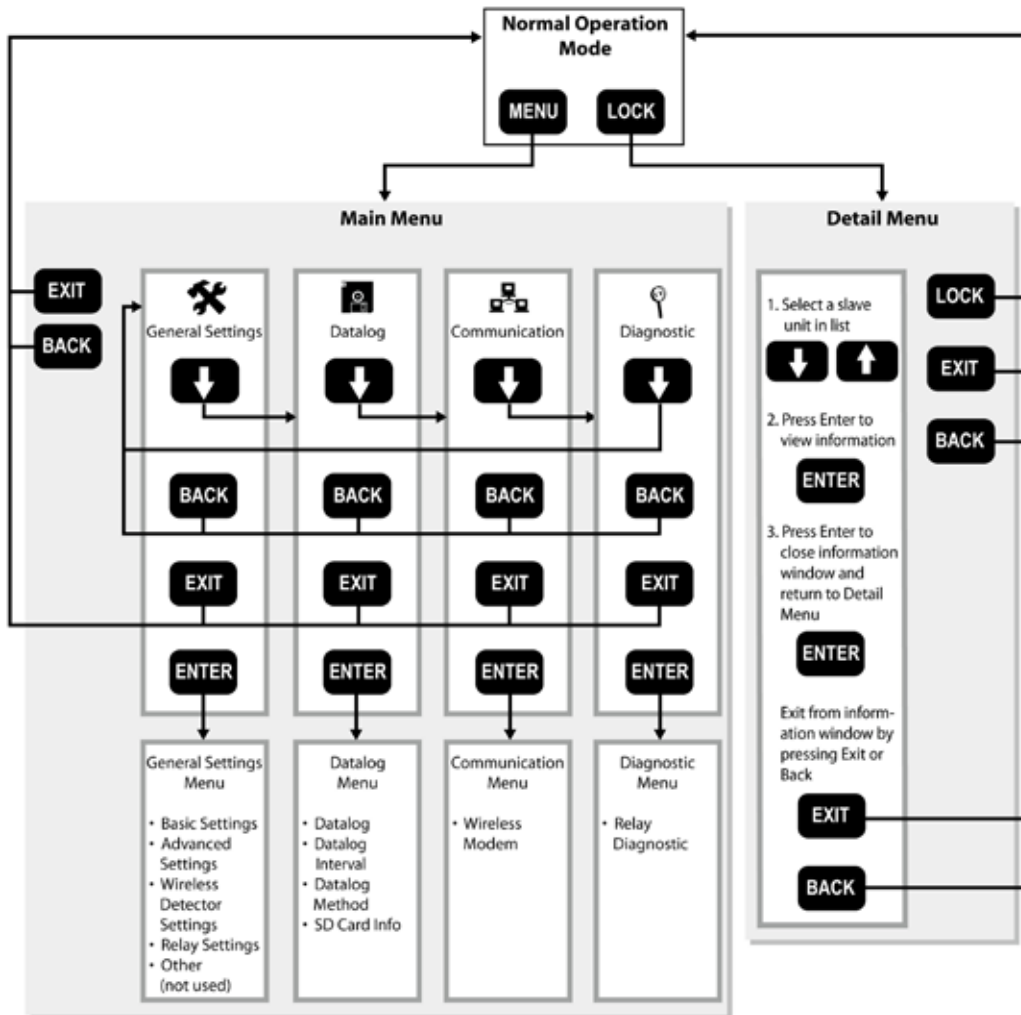 Normal Operation
Mode
MENU
LOCK
Main Menu
EXIT
BACK
General Settings
Datalog
Communication
Diagnostic
BACK
BACK
BACK
BACK
EXIT
EXIT
EXIT
EXIT
ENTER
ENTER
ENTER
ENTER
General Settings
Menu
• Basic Settings
• Advanced
Settings
• Wireless
Detector
Settings
• Relay Settings
• Other
(not used)
Datalog
Menu
• Datalog
• Datalog
Interval
• Datalog
Method
• SD Card Info
Communication
Menu
• Wireless
Modem
Diagnostic
Menu
• Relay
Diagnostic
Detail Menu
1. Select a slave
unit in list
2. Press Enter to
view information
ENTER
3. Press Enter to
close information
window and
return to Detail
Menu
ENTER
Exit from inform-
ation window by
pressing Exit or
Back
EXIT
BACK
LOCK
EXIT
BACK